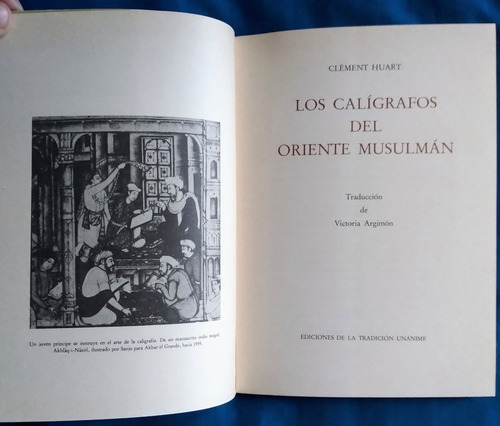 Un joven príncipe se instruye en el arte de la caligrafía. De un manuscrito indio mogol,
Akhlâq-i-Nâsirî, ilustrado por Sanju para Akbar el Grande, hacia 1595.
CLÉMENT HUART
LOS CALÍGRAFOS
DEL
ORIENTE MUSULMÁN
Traducción
de
Victoria Argimón
EDICIONES DE LA TRADICIÓN UNÁNIME